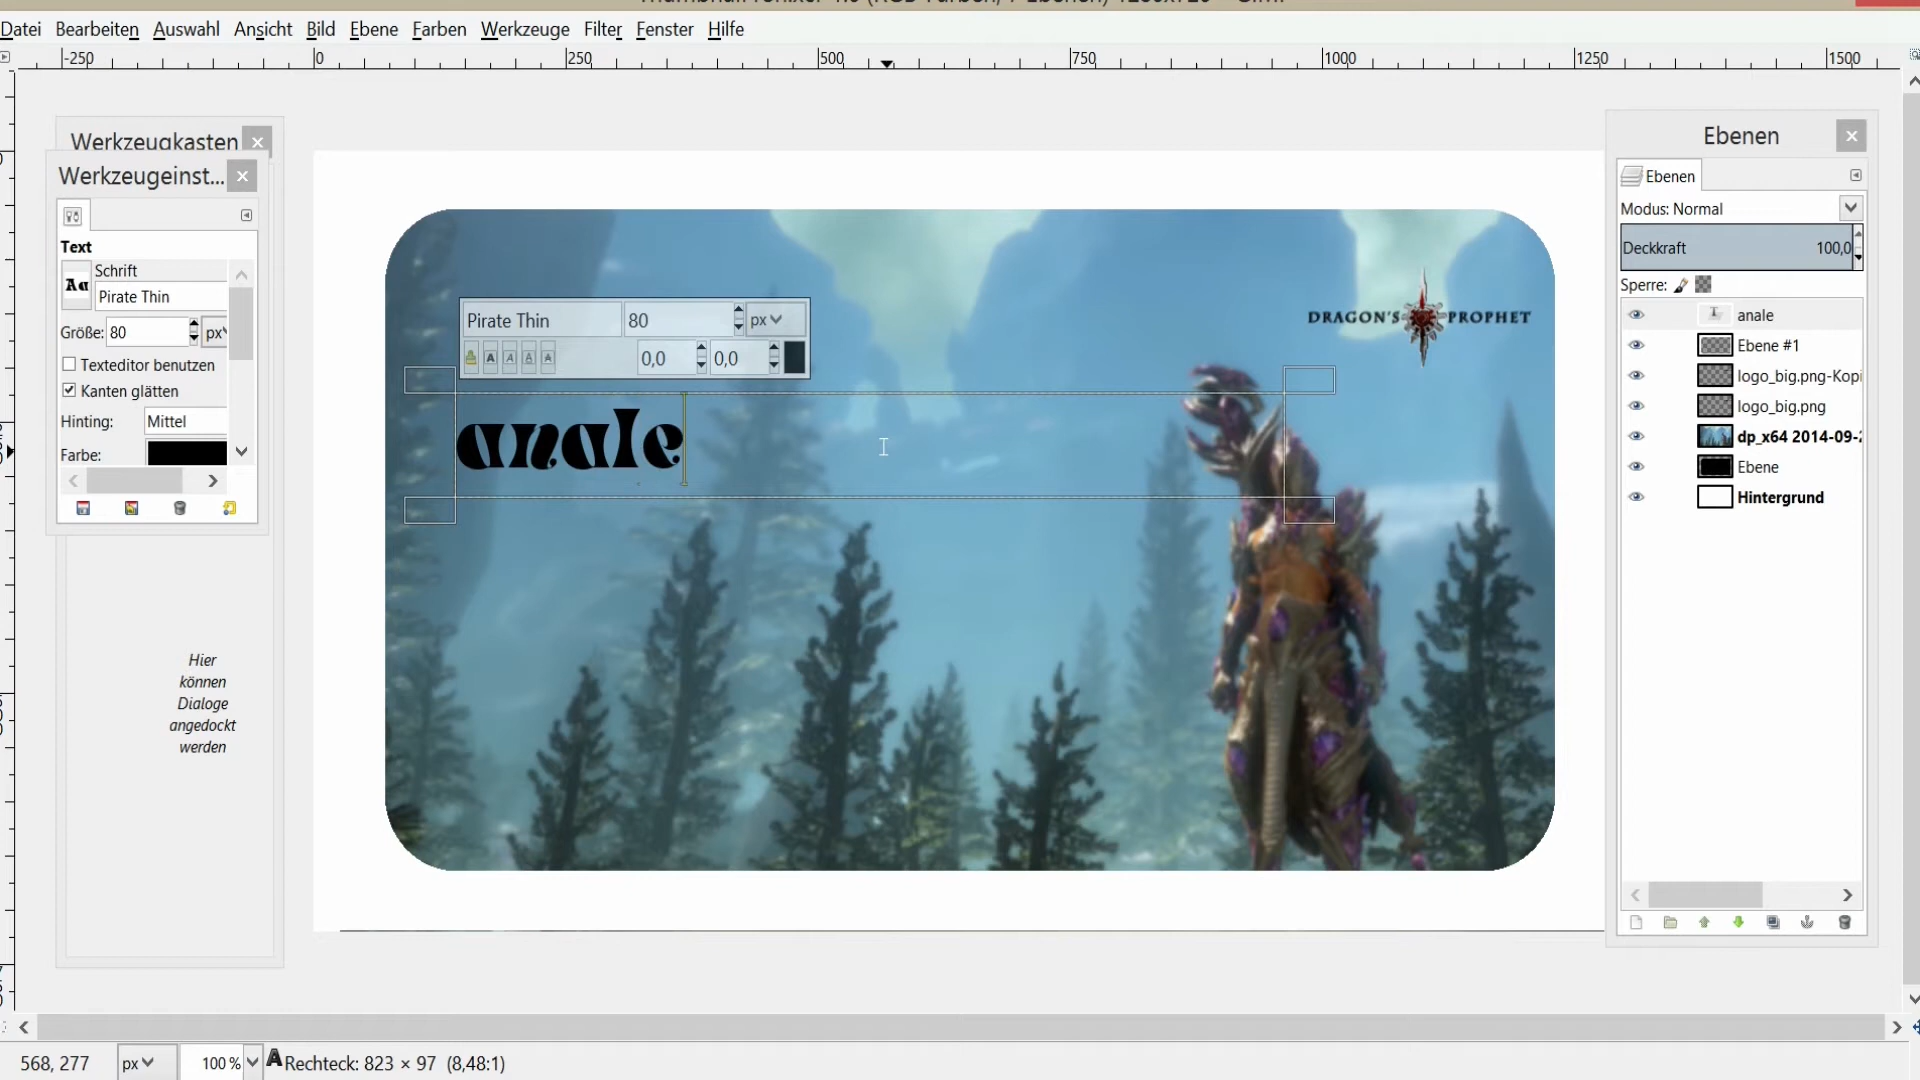 Datei Bearbeiten Auswahl Ansicht Bild Ebene Farben Werkzeuge Filter Fenster Hilfe
-250 0 250 500 750 1000 1250 1500
Werkzeugkasten
Werkzeugeinst...
Text
Schrift
Aa
Pirate Thin
Größe: 80 px
Texteditor benutzen
Kanten glätten
Hinting: Mittel
Farbe:
Hier
können
Dialoge
angedockt
werden
Pirate Thin 80 px
0,0 0,0
anale
DRAGON'S PROPHET
Ebenen
Ebenen
Modus: Normal
Deckkraft 100,0
Sperre:
anale
Ebene #1
logo_big.png-Kopi
logo_big.png
dp_x64 2014-09-2
Ebene
Hintergrund
568, 277 px 100 % Rechteck: 823 × 97 (8,48:1)